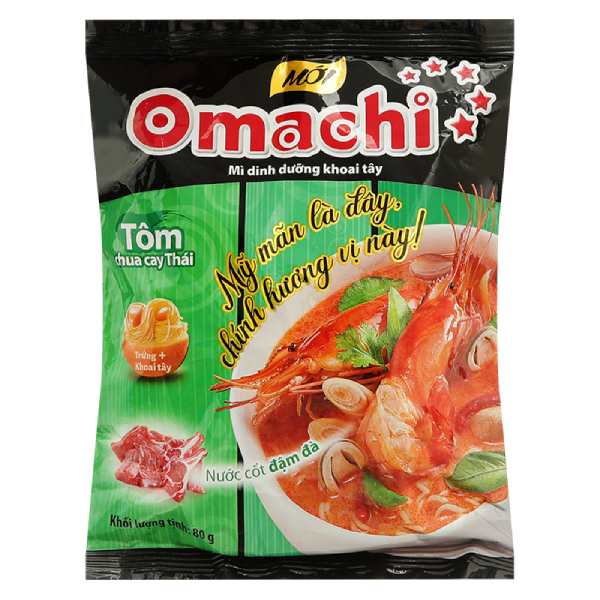 MỚI
Omachi
Mì dinh dưỡng khoai tây
Tôm
chua cay Thái
Mỹ mãn là đây,
chính hương vị này!
Trứng +
Khoai tây
Nước cốt đậm đà
Khối lượng tịnh: 80 g